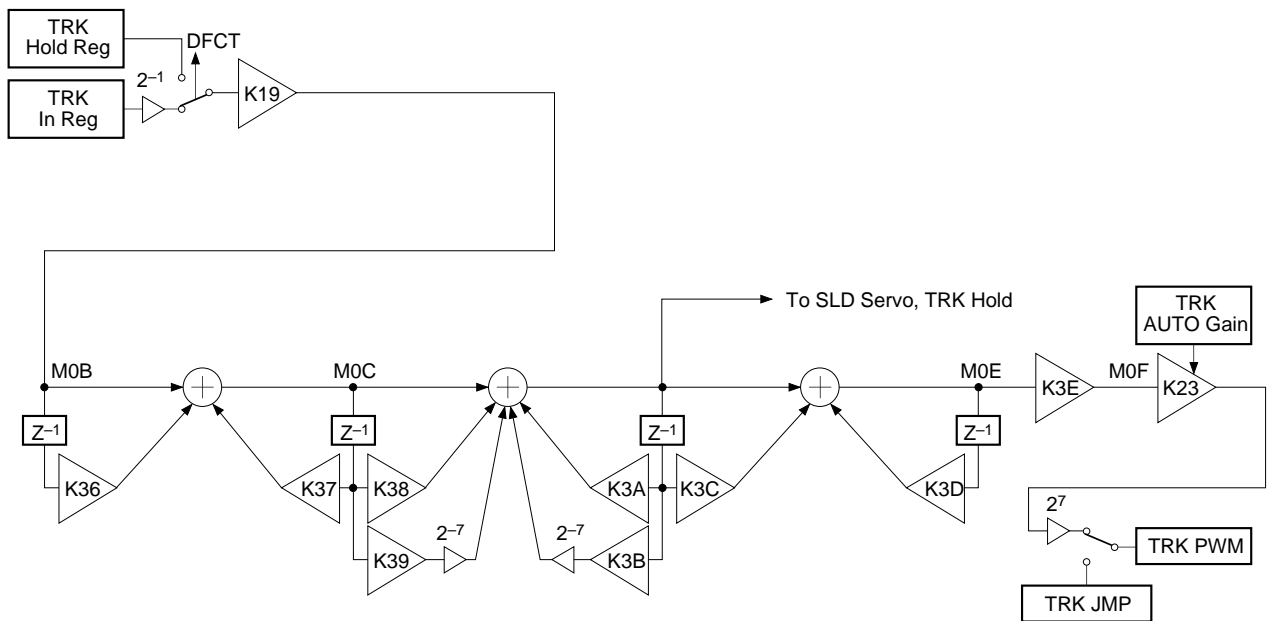 TRK
Hold Reg
DFCT
2–1
TRK
In Reg
K19
To SLD Servo, TRK Hold
TRK
AUTO Gain
M0B
M0C
M0E
K3E
M0F
K23
Z–1
Z–1
Z–1
Z–1
K36
K37
K38
K3A
K3C
K3D
K39
2–7
2–7
K3B
27
TRK PWM
TRK JMP